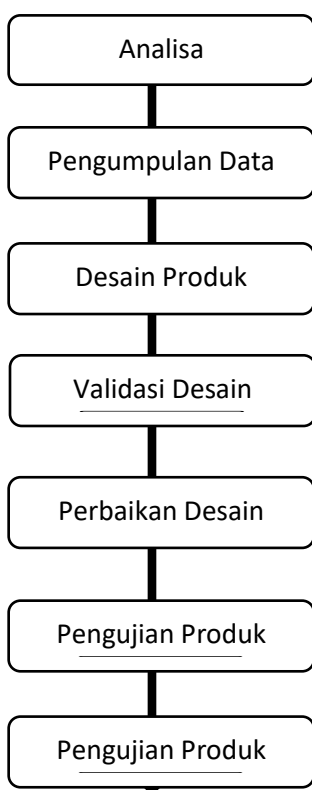 Analisa
Pengumpulan Data
Desain Produk
Validasi Desain
Perbaikan Desain
Pengujian Produk
Pengujian Produk